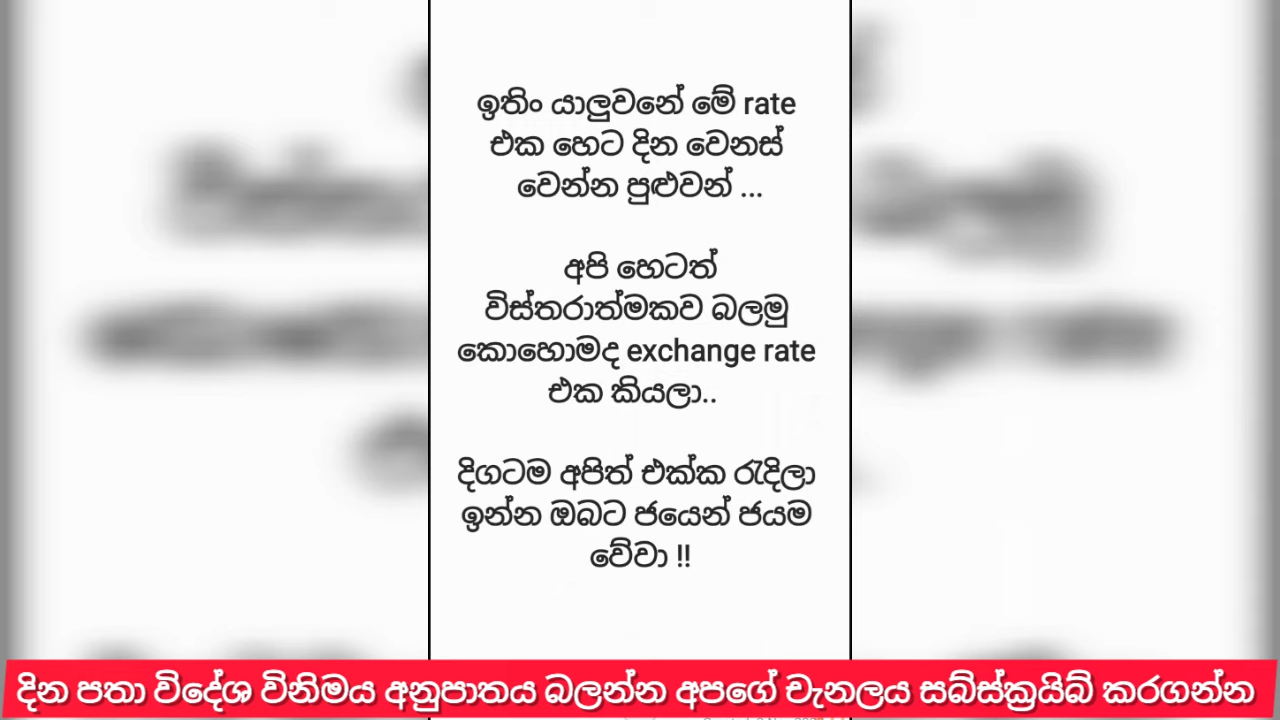 ඉතිං යාලුවනේ මේ rate
එක හෙට දින වෙනස්
වෙන්න පුළුවන් ...
අපි හෙටත්
විස්තරාත්මකව බලමු
කොහොමද exchange rate
එක කියලා..
දිගටම අපිත් එක්ක රැදිලා
ඉන්න ඔබට ජයෙන් ජයම
වේවා !!
දින පතා විදේශ විනිමය අනුපාතය බලන්න අපගේ චැනලය සබ්ස්ක්‍රයිබ් කරගන්න